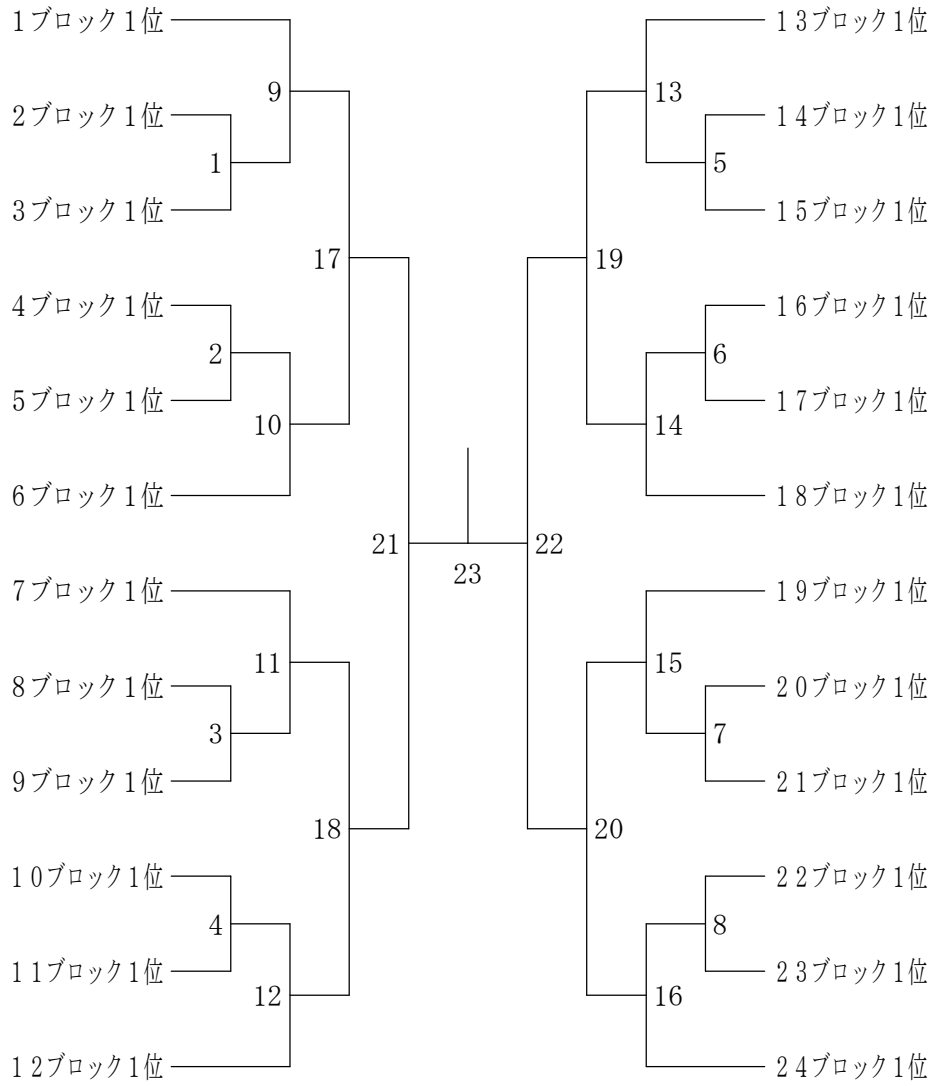 1ブロック1位
13ブロック1位
9
13
2ブロック1位
14ブロック1位
1
5
3ブロック1位
15ブロック1位
17
19
4ブロック1位
16ブロック1位
2
6
5ブロック1位
17ブロック1位
10
14
6ブロック1位
18ブロック1位
21
22
23
7ブロック1位
19ブロック1位
11
15
8ブロック1位
20ブロック1位
3
7
9ブロック1位
21ブロック1位
18
20
10ブロック1位
22ブロック1位
4
8
11ブロック1位
23ブロック1位
12
16
12ブロック1位
24ブロック1位